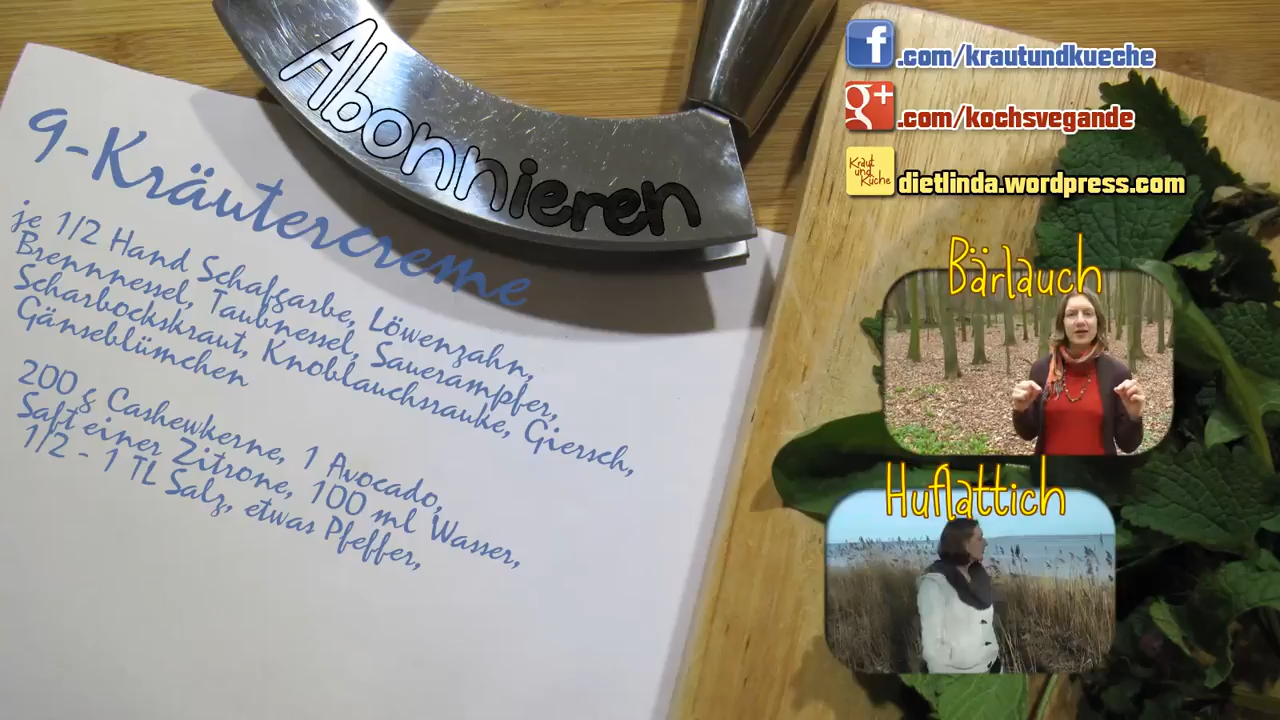 Abonnieren
9-Kräutercreme
je 1/2 Hand Schafgarbe, Löwenzahn,
Brennnessel, Taubnessel, Sauerampfer,
Scharbockskraut, Knoblauchsrauke, Giersch,
Gänseblümchen
200 g Cashewkerne, 1 Avocado,
Saft einer Zitrone, 100 ml Wasser,
1/2 - 1 TL Salz, etwas Pfeffer,
f .com/krautundkueche
g+ .com/kochsvegande
Kraut
und
Küche
dietlinda.wordpress.com
Bärlauch
Huflattich